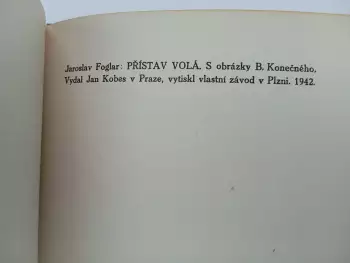 Jaroslav Foglar: PŘÍSTAV VOLÁ. S obrázky B. Konečného,
Vydal Jan Kobes v Praze, vytiskl vlastní závod v Plzni. 1942.